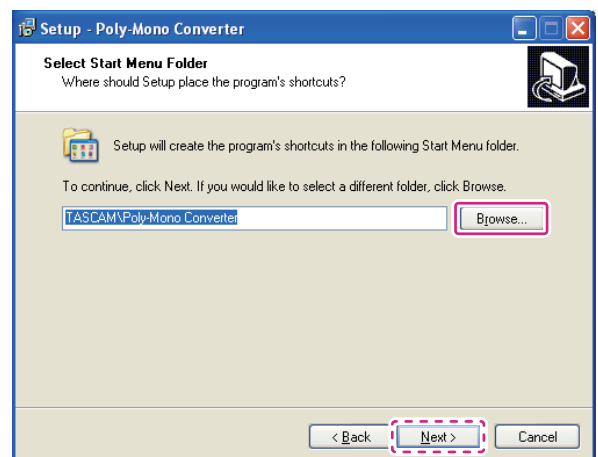 Setup - Poly-Mono Converter
Select Start Menu Folder
Where should Setup place the program's shortcuts?
Setup will create the program's shortcuts in the following Start Menu folder.
To continue, click Next. If you would like to select a different folder, click Browse.
TASCAM\Poly-Mono Converter
Browse...
< Back
Next >
Cancel